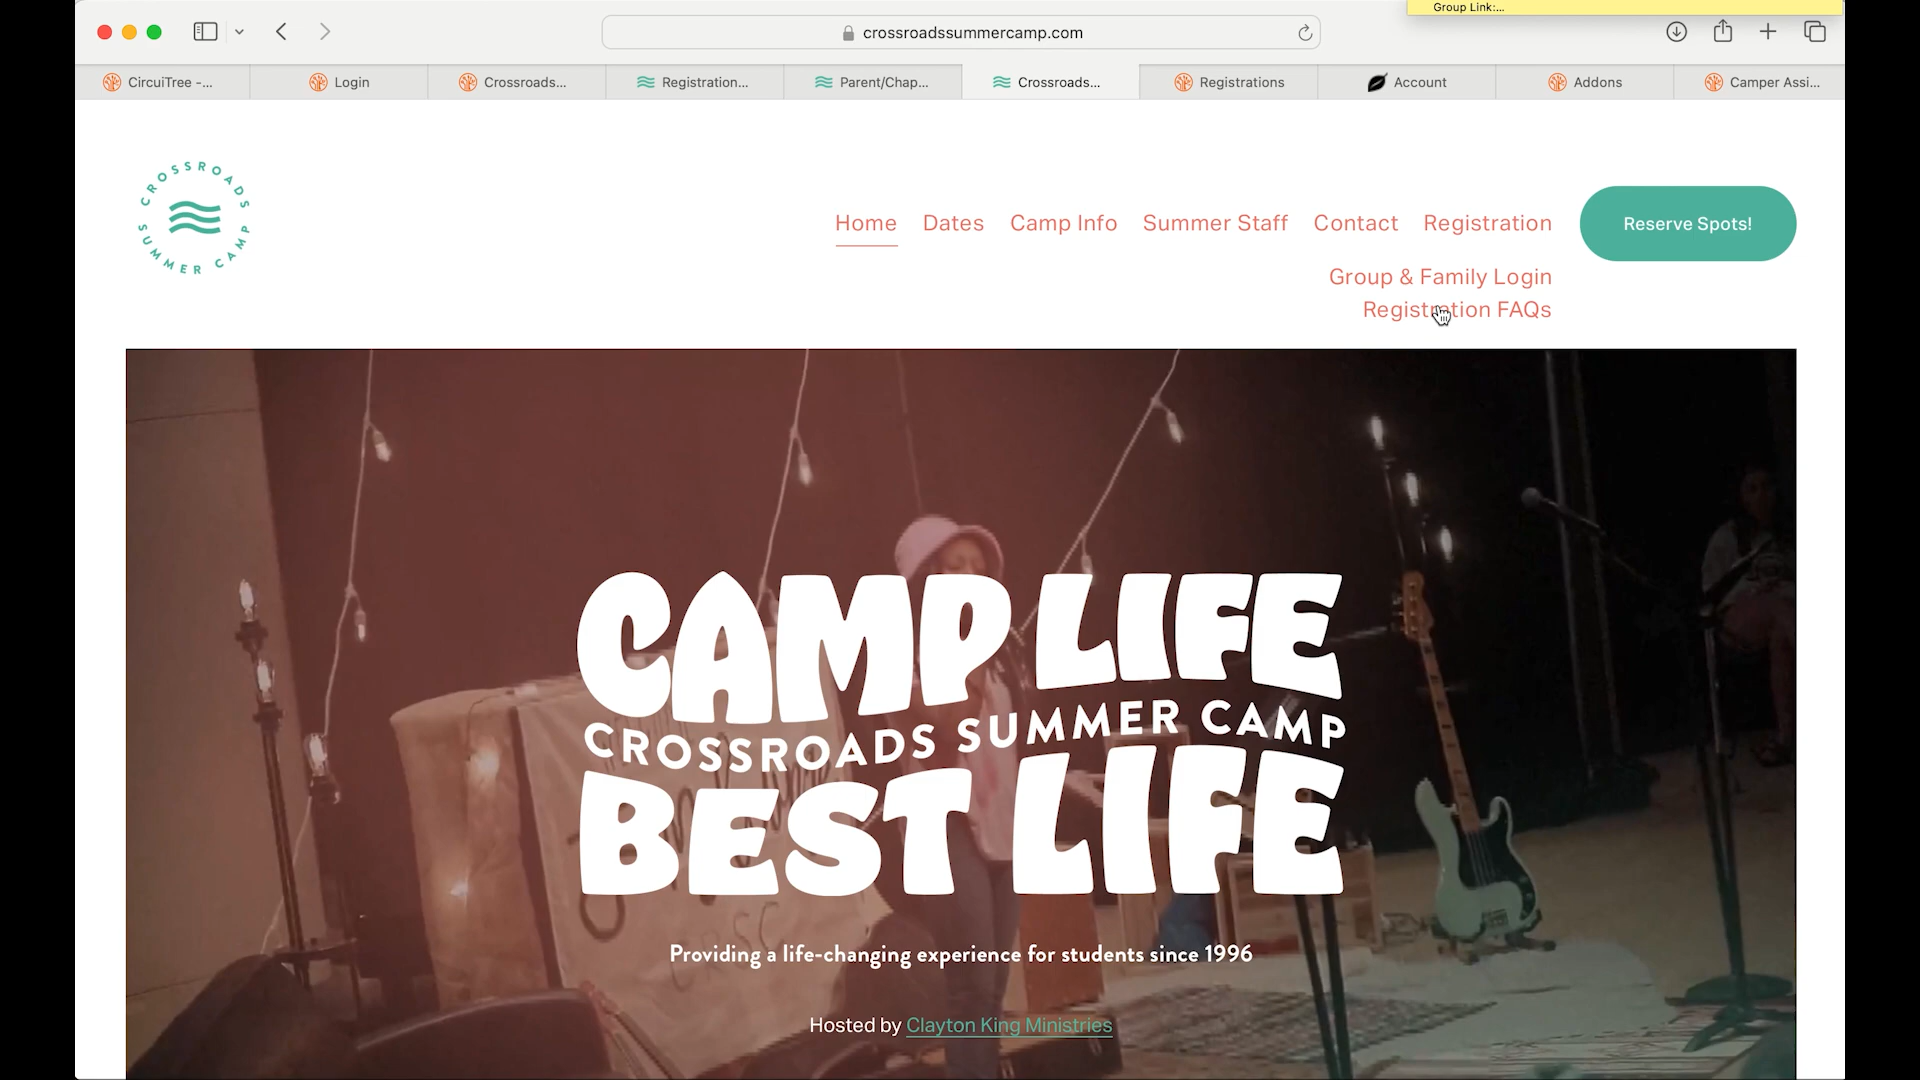 Group Link:...
crossroadssummercamp.com
CircuiTree -...
Login
Crossroads...
Registration...
Parent/Chap...
Crossroads...
Registrations
Account
Addons
Camper Assi...
CROSSROADS SUMMER CAMP
Home
Dates
Camp Info
Summer Staff
Contact
Registration
Reserve Spots!
Group & Family Login
Registration FAQs
CAMP LIFE
CROSSROADS SUMMER CAMP
BEST LIFE
Providing a life-changing experience for students since 1996
Hosted by Clayton King Ministries